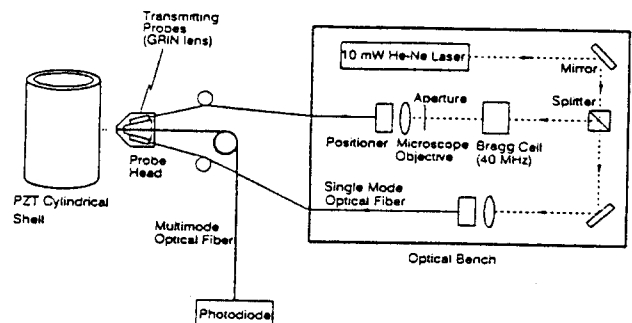 Transmitting
Probes
(GRIN lens)
10 mW He-Ne Laser
Mirror
Splitter
Aperture
Positioner
Microscope
Objective
Bragg Cell
(40 MHz)
Probe
Head
PZT Cylindrical
Shell
Single Mode
Optical Fiber
Multimode
Optical Fiber
Optical Bench
Photodiode